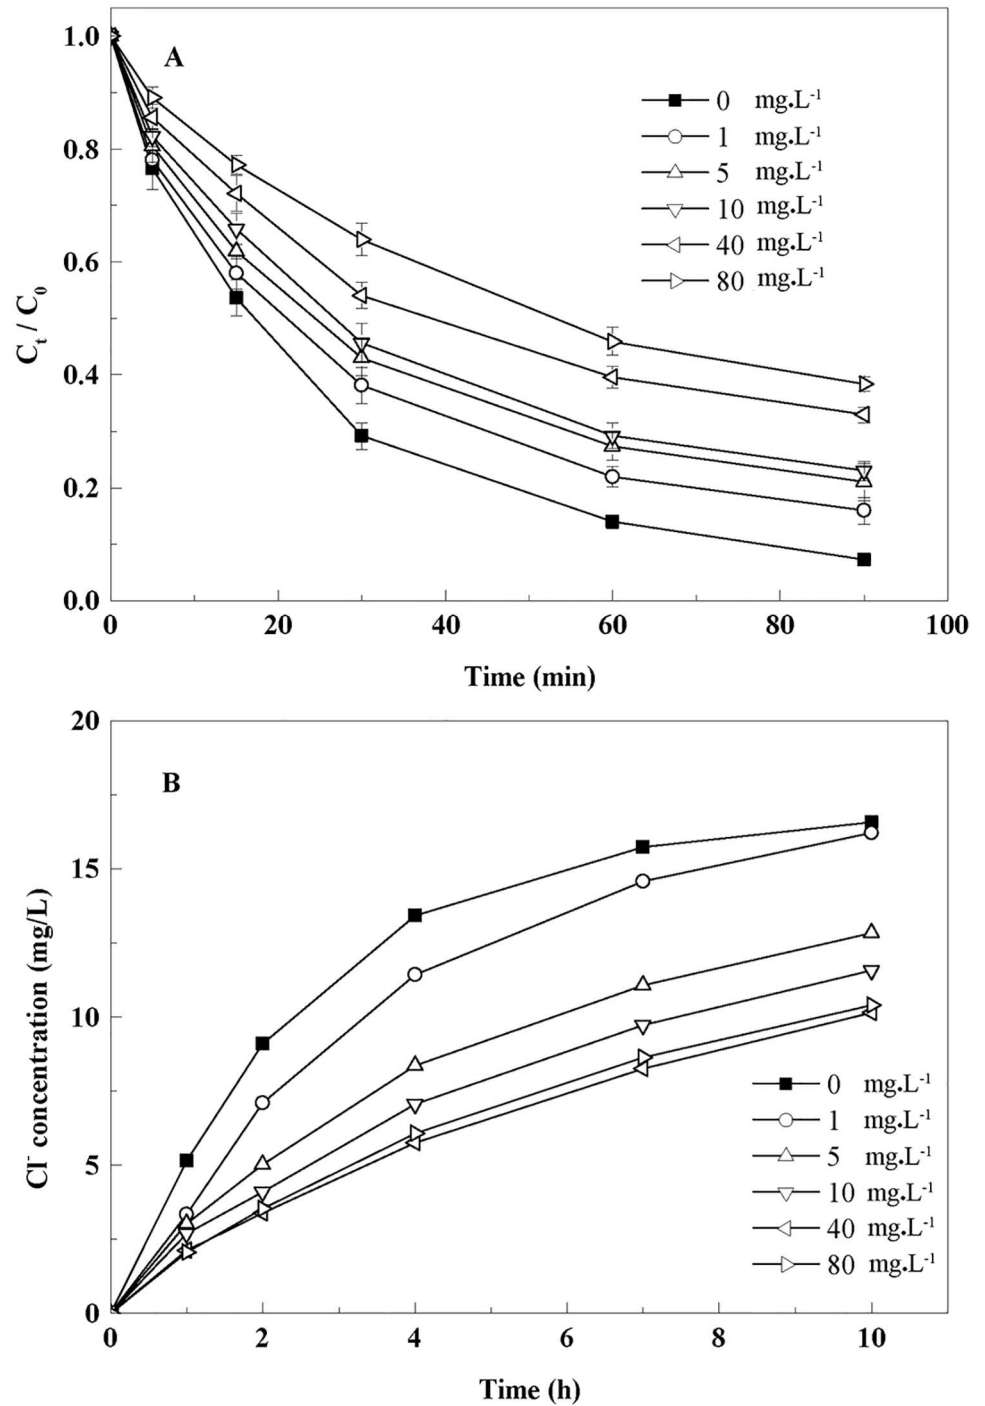 A
1.0
0.8
0.6
0.4
0.2
0.0
C_t / C_0
0 mg.L⁻¹
1 mg.L⁻¹
5 mg.L⁻¹
10 mg.L⁻¹
40 mg.L⁻¹
80 mg.L⁻¹
0 20 40 60 80 100
Time (min)
B
20
15
10
5
0
Cl⁻ concentration (mg/L)
0 mg.L⁻¹
1 mg.L⁻¹
5 mg.L⁻¹
10 mg.L⁻¹
40 mg.L⁻¹
80 mg.L⁻¹
0 2 4 6 8 10
Time (h)